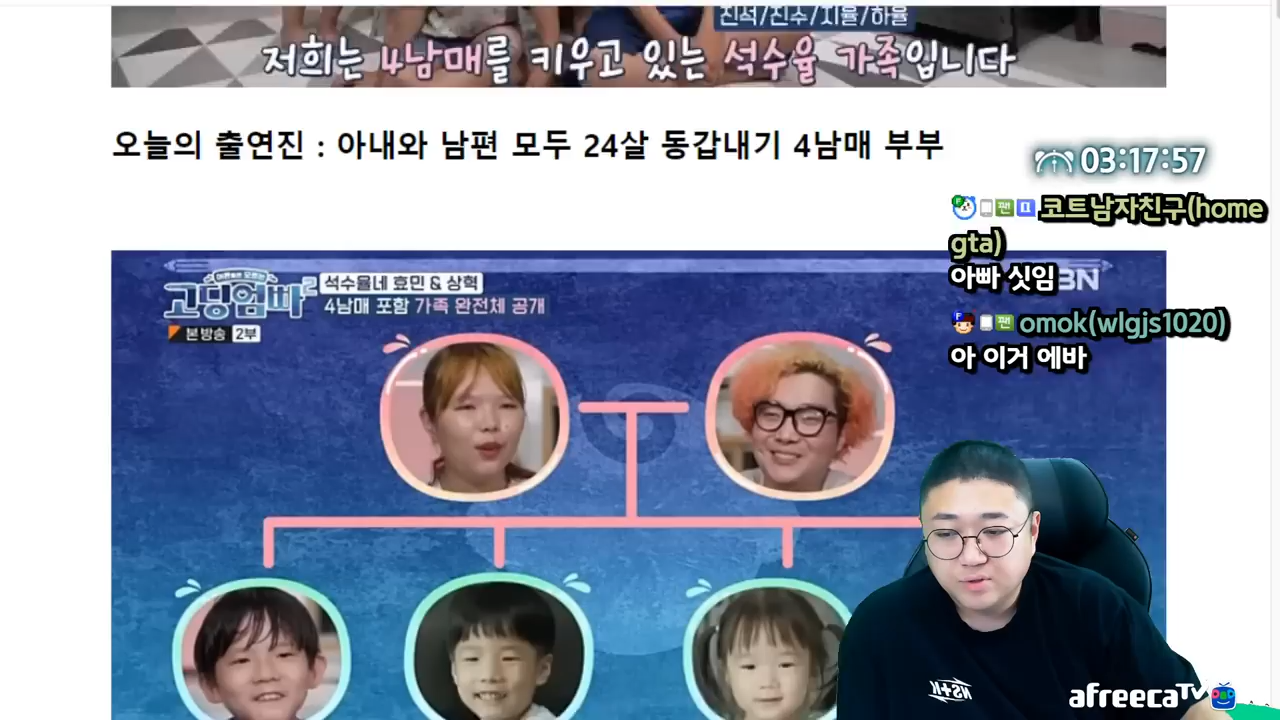 진석/진수/지율/하율
저희는 4남매를 키우고 있는 석수율 가족입니다
오늘의 출연진 : 아내와 남편 모두 24살 동갑내기 4남매 부부
03:17:57
팬 코트남자친구(home
gta)
아빠 싯임
팬 omok(wlgjs1020)
아 이거 에바
고딩엄빠2
석수율네 효민 & 상혁
4남매 포함 가족 완전체 공개
본방송 2부
BN
afreecaTV